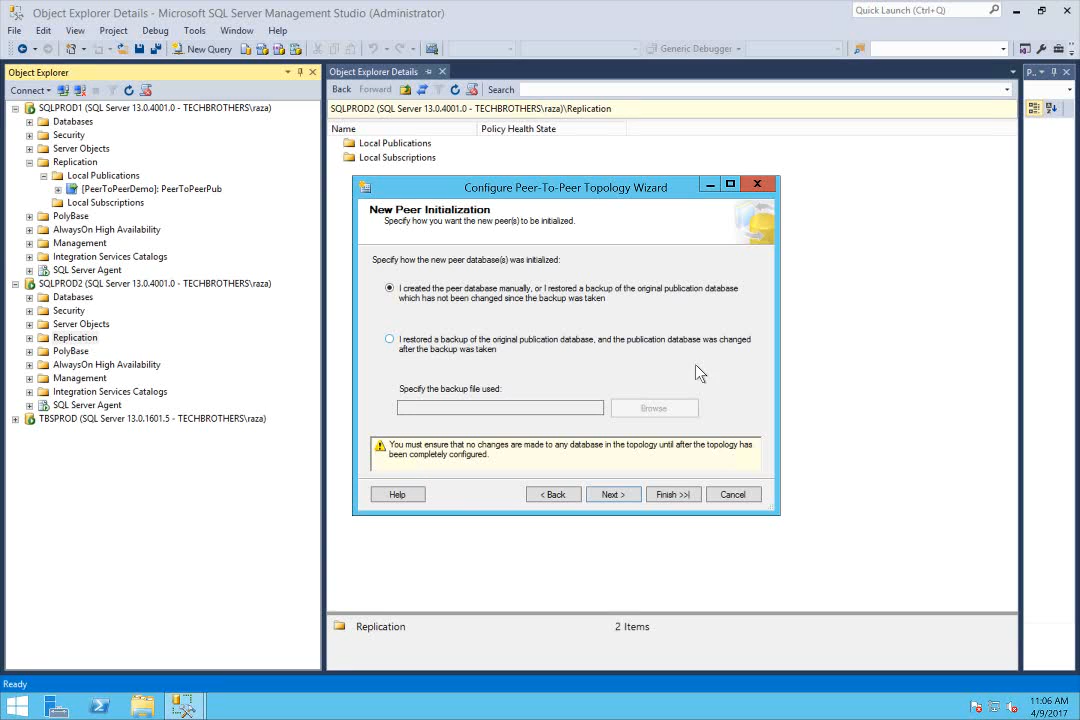 Object Explorer Details - Microsoft SQL Server Management Studio (Administrator)
Quick Launch (Ctrl+Q)
File Edit View Project Debug Tools Window Help
New Query
Generic Debugger
Object Explorer
Connect
SQLPROD1 (SQL Server 13.0.4001.0 - TECHBROTHERS\raza)
Databases
Security
Server Objects
Replication
Local Publications
[PeerToPeerDemo]: PeerToPeerPub
Local Subscriptions
PolyBase
AlwaysOn High Availability
Management
Integration Services Catalogs
SQL Server Agent
SQLPROD2 (SQL Server 13.0.4001.0 - TECHBROTHERS\raza)
Databases
Security
Server Objects
Replication
PolyBase
AlwaysOn High Availability
Management
Integration Services Catalogs
SQL Server Agent
TBSPROD (SQL Server 13.0.1601.5 - TECHBROTHERS\raza)
Object Explorer Details
Back Forward Search
SQLPROD2 (SQL Server 13.0.4001.0 - TECHBROTHERS\raza)\Replication
Name Policy Health State
Local Publications
Local Subscriptions
P..
Configure Peer-To-Peer Topology Wizard
New Peer Initialization
Specify how you want the new peer(s) to be initialized.
Specify how the new peer database(s) was initialized:
I created the peer database manually, or I restored a backup of the original publication database
which has not been changed since the backup was taken
I restored a backup of the original publication database, and the publication database was changed
after the backup was taken
Specify the backup file used:
Browse
You must ensure that no changes are made to any database in the topology until after the topology has
been completely configured.
Help < Back Next > Finish >>| Cancel
Replication 2 Items
Ready
11:06 AM
4/9/2017